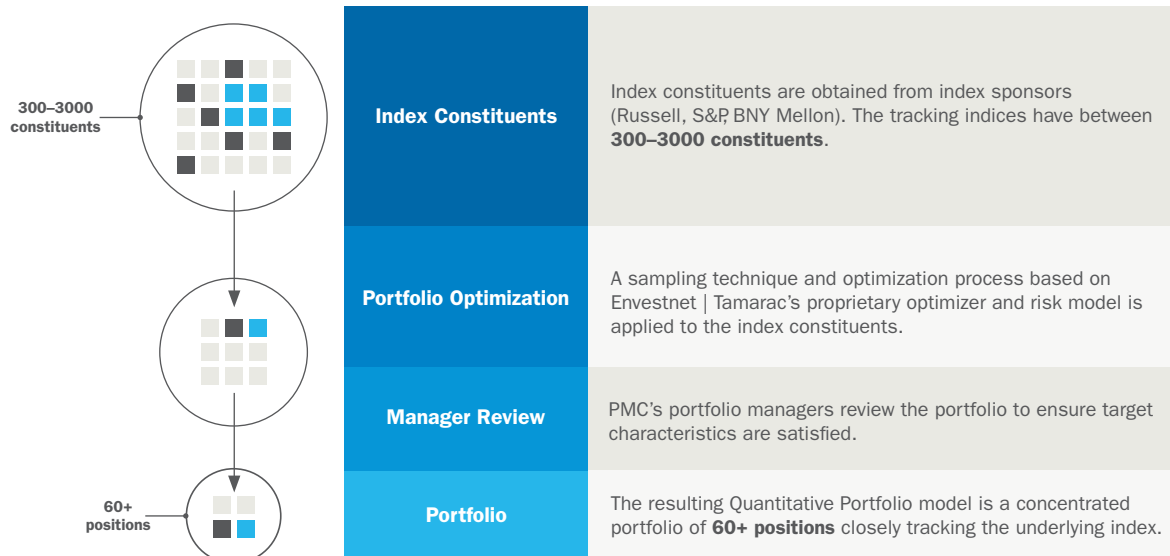 300–3000
constituents
Index Constituents
Index constituents are obtained from index sponsors
(Russell, S&P, BNY Mellon). The tracking indices have between
300–3000 constituents.
Portfolio Optimization
A sampling technique and optimization process based on
Envestnet | Tamarac’s proprietary optimizer and risk model is
applied to the index constituents.
Manager Review
PMC’s portfolio managers review the portfolio to ensure target
characteristics are satisfied.
60+
positions
Portfolio
The resulting Quantitative Portfolio model is a concentrated
portfolio of 60+ positions closely tracking the underlying index.